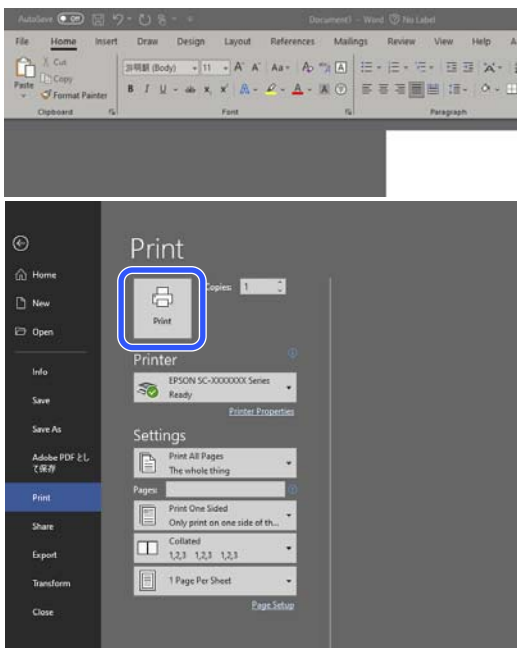 AutoSave Off Document1 - Word No Label
File Home Insert Draw Design Layout References Mailings Review View Help A
Paste
Cut
Copy
Format Painter
(Body) 11 A A Aa
B I U ab x x A A A
Clipboard Font Paragraph
Print
Home
New
Open
Info
Save
Save As
Adobe PDF とし
て保存
Print
Share
Export
Transform
Close
Print
Copies: 1
Printer
EPSON SC-XXXXXXX Series
Ready
Printer Properties
Settings
Print All Pages
The whole thing
Pages:
Print One Sided
Only print on one side of th...
Collated
1,2,3 1,2,3 1,2,3
1 Page Per Sheet
Page Setup